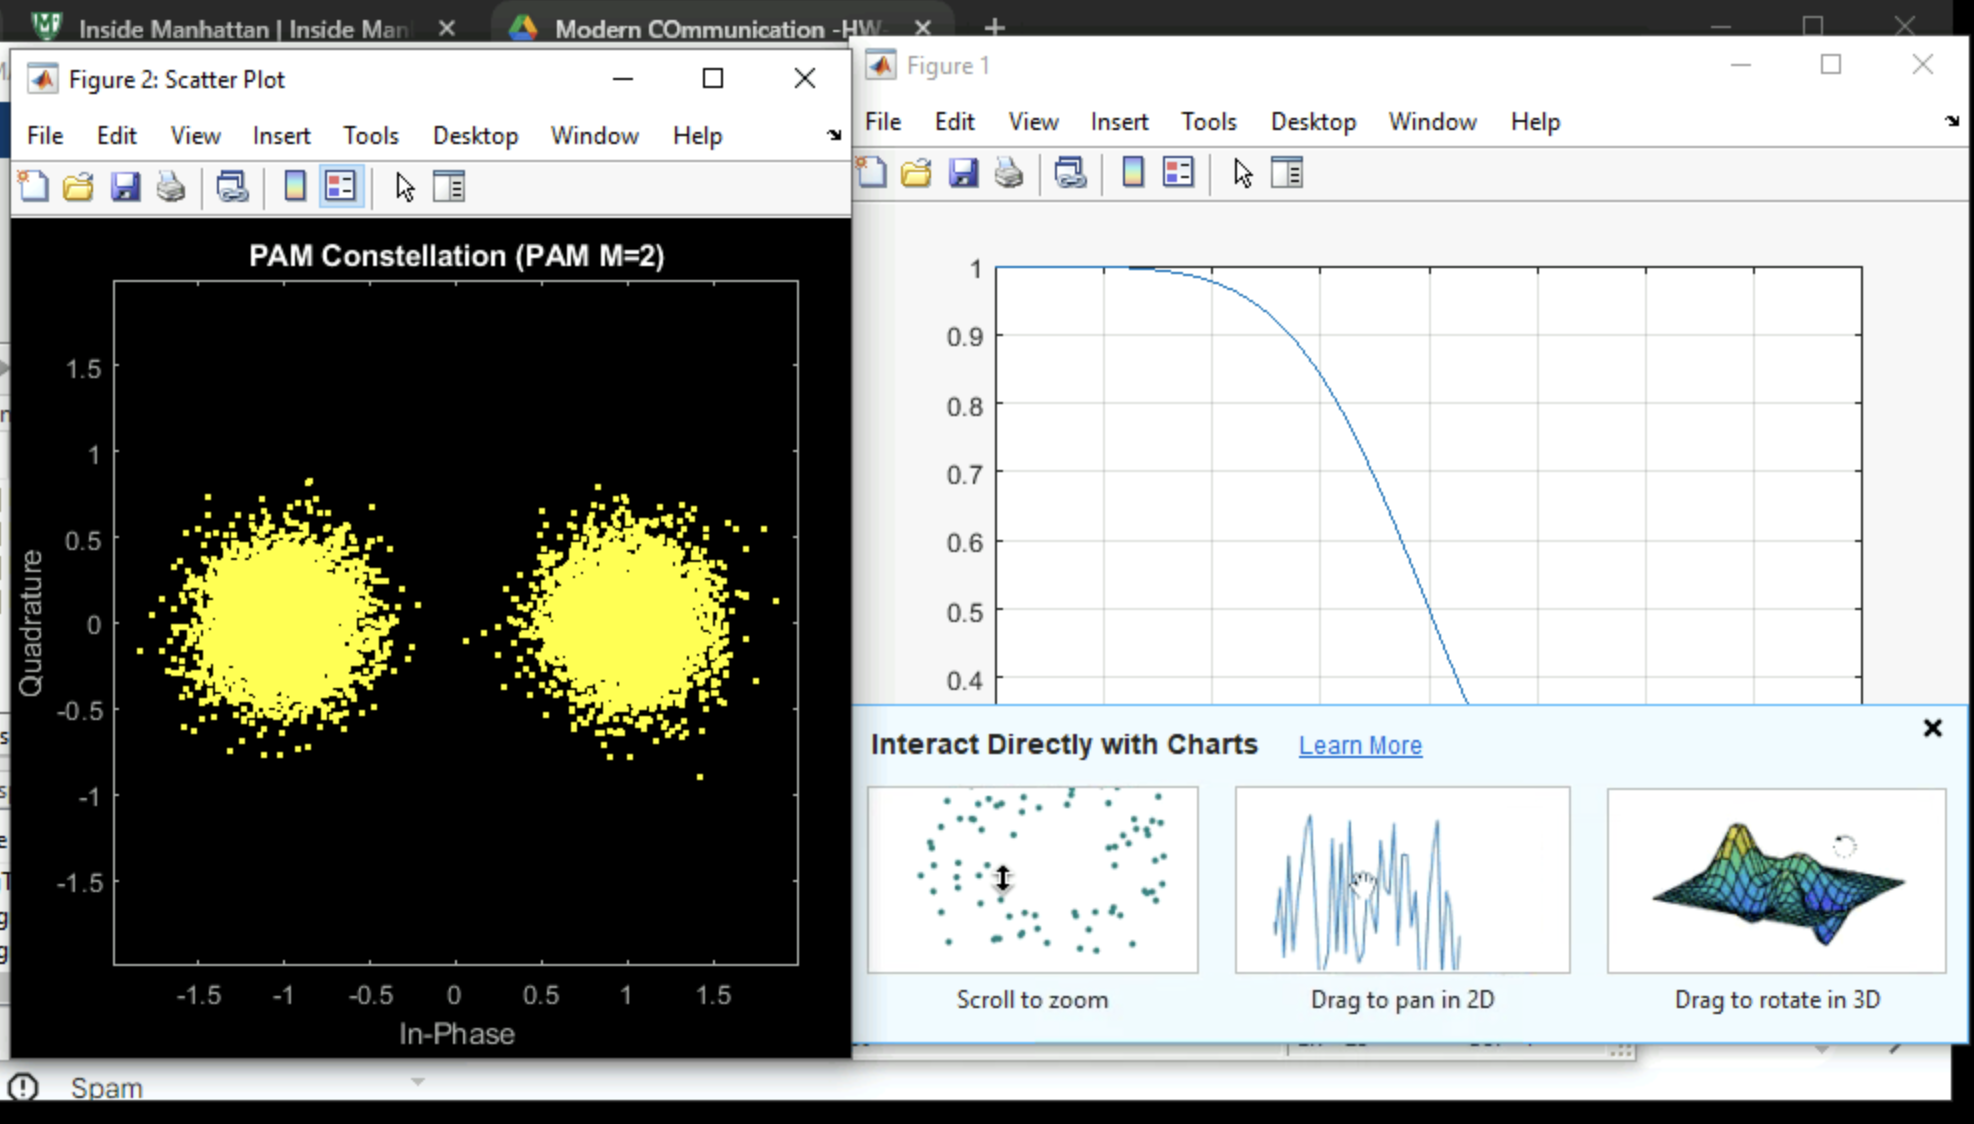 Inside Manhattan | Inside Man
Modern COmmunication -HW
Figure 2: Scatter Plot
File Edit View Insert Tools Desktop Window Help
PAM Constellation (PAM M=2)
1.5
1
0.5
0
-0.5
-1
-1.5
Quadrature
-1.5 -1 -0.5 0 0.5 1 1.5
In-Phase
Figure 1
File Edit View Insert Tools Desktop Window Help
1
0.9
0.8
0.7
0.6
0.5
0.4
Interact Directly with Charts Learn More
Scroll to zoom Drag to pan in 2D Drag to rotate in 3D
Spam